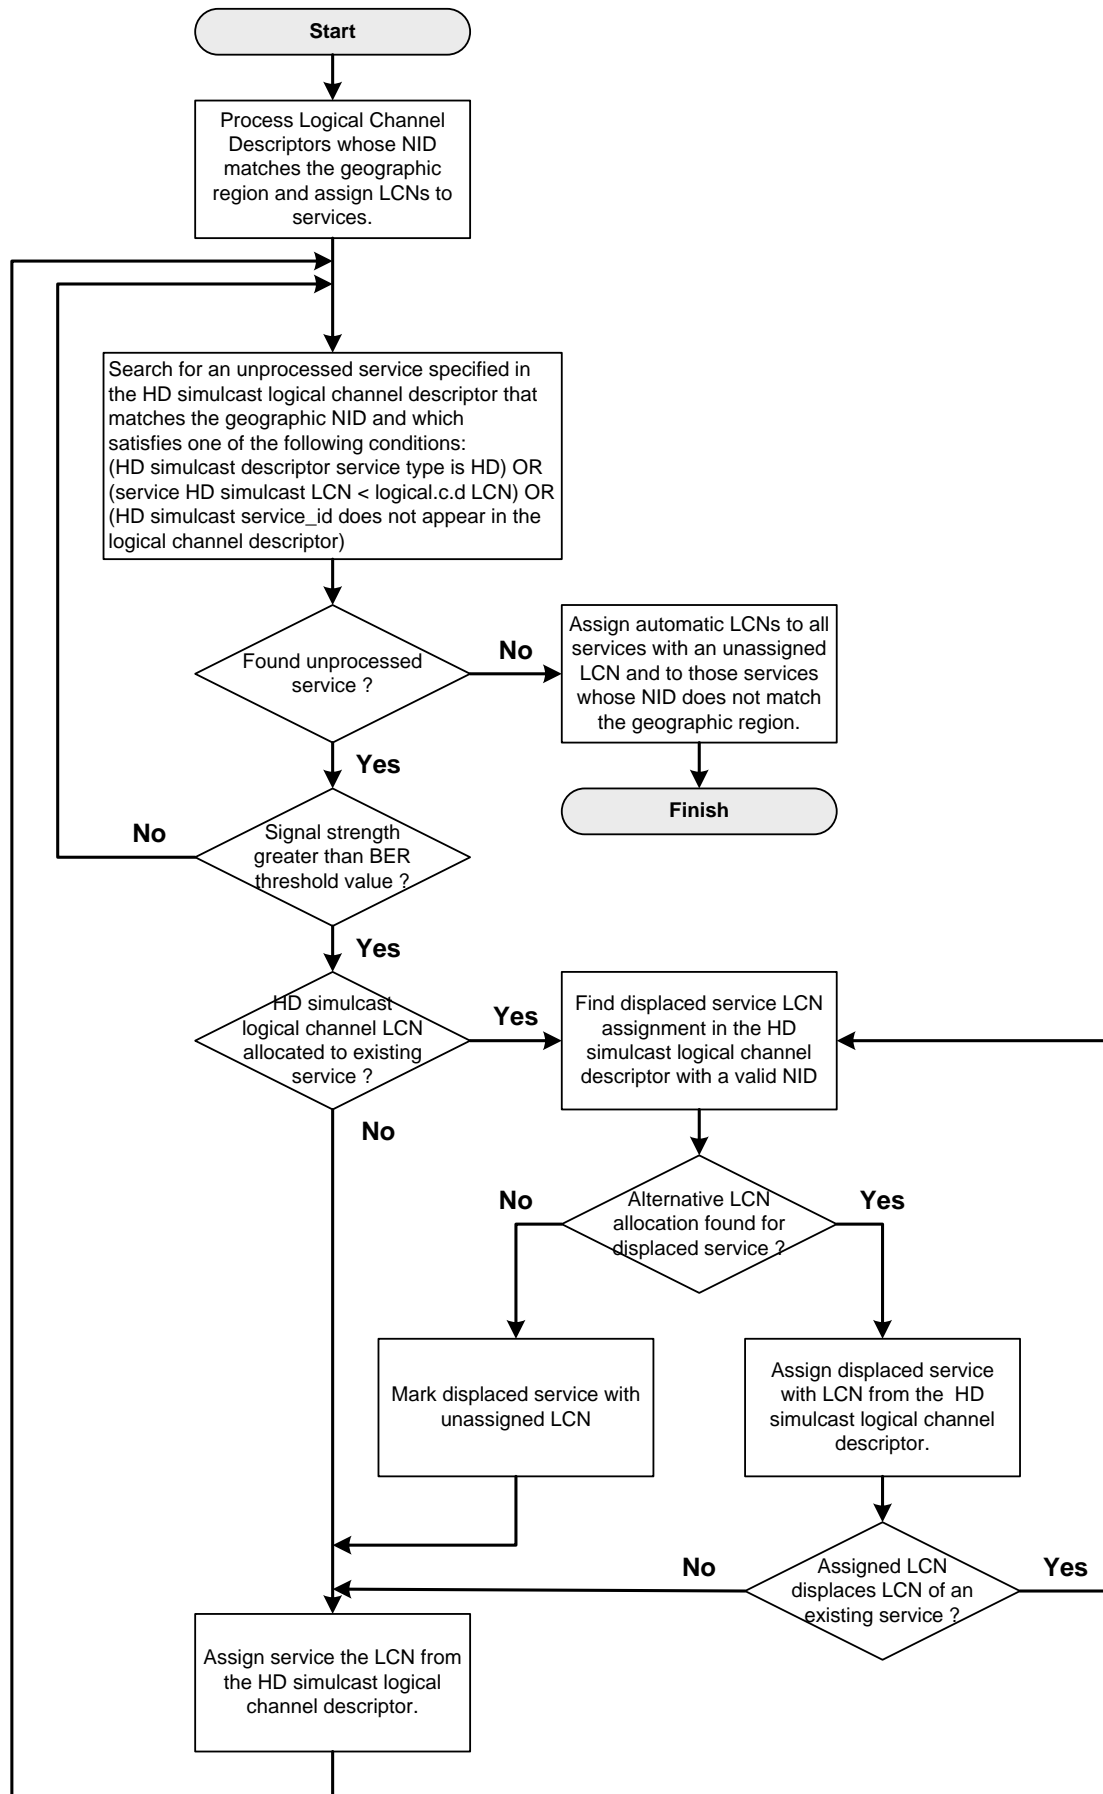 Start
Process Logical Channel
Descriptors whose NID
matches the geographic
region and assign LCNs to
services.
Search for an unprocessed service specified in
the HD simulcast logical channel descriptor that
matches the geographic NID and which
satisfies one of the following conditions:
(HD simulcast descriptor service type is HD) OR
(service HD simulcast LCN < logical.c.d LCN) OR
(HD simulcast service_id does not appear in the
logical channel descriptor)
Found unprocessed
service ?
No
Assign automatic LCNs to all
services with an unassigned
LCN and to those services
whose NID does not match
the geographic region.
Yes
Finish
No
Signal strength
greater than BER
threshold value ?
Yes
HD simulcast
logical channel LCN
allocated to existing
service ?
Yes
Find displaced service LCN
assignment in the HD
simulcast logical channel
descriptor with a valid NID
No
No
Alternative LCN
allocation found for
displaced service ?
Yes
Mark displaced service with
unassigned LCN
Assign displaced service
with LCN from the  HD
simulcast logical channel
descriptor.
No
Assigned LCN
displaces LCN of an
existing service ?
Yes
Assign service the LCN from
the HD simulcast logical
channel descriptor.